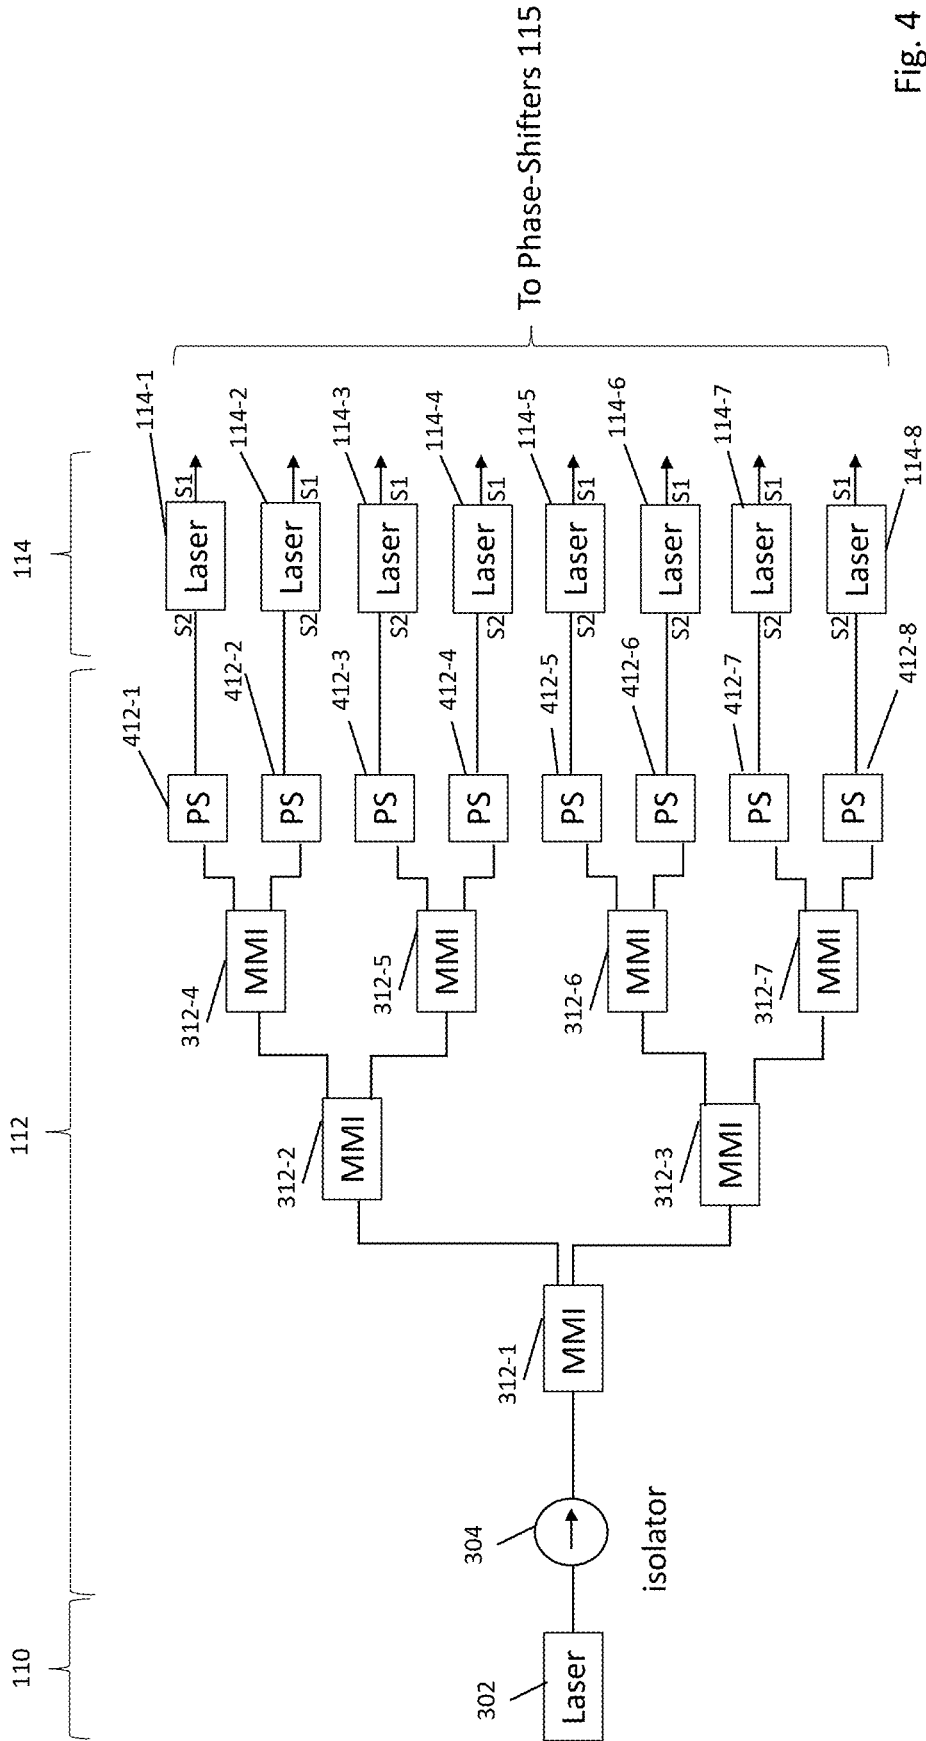 110
112
114
302
Laser
304
isolator
312-1
MMI
312-2
MMI
312-3
MMI
312-4
MMI
312-5
MMI
312-6
MMI
312-7
MMI
412-1
PS
412-2
PS
412-3
PS
412-4
PS
412-5
PS
412-6
PS
412-7
PS
412-8
PS
114-1
S2
Laser
S1
114-2
S2
Laser
S1
114-3
S2
Laser
S1
114-4
S2
Laser
S1
114-5
S2
Laser
S1
114-6
S2
Laser
S1
114-7
S2
Laser
S1
114-8
S2
Laser
S1
To Phase-Shifters 115
Fig. 4